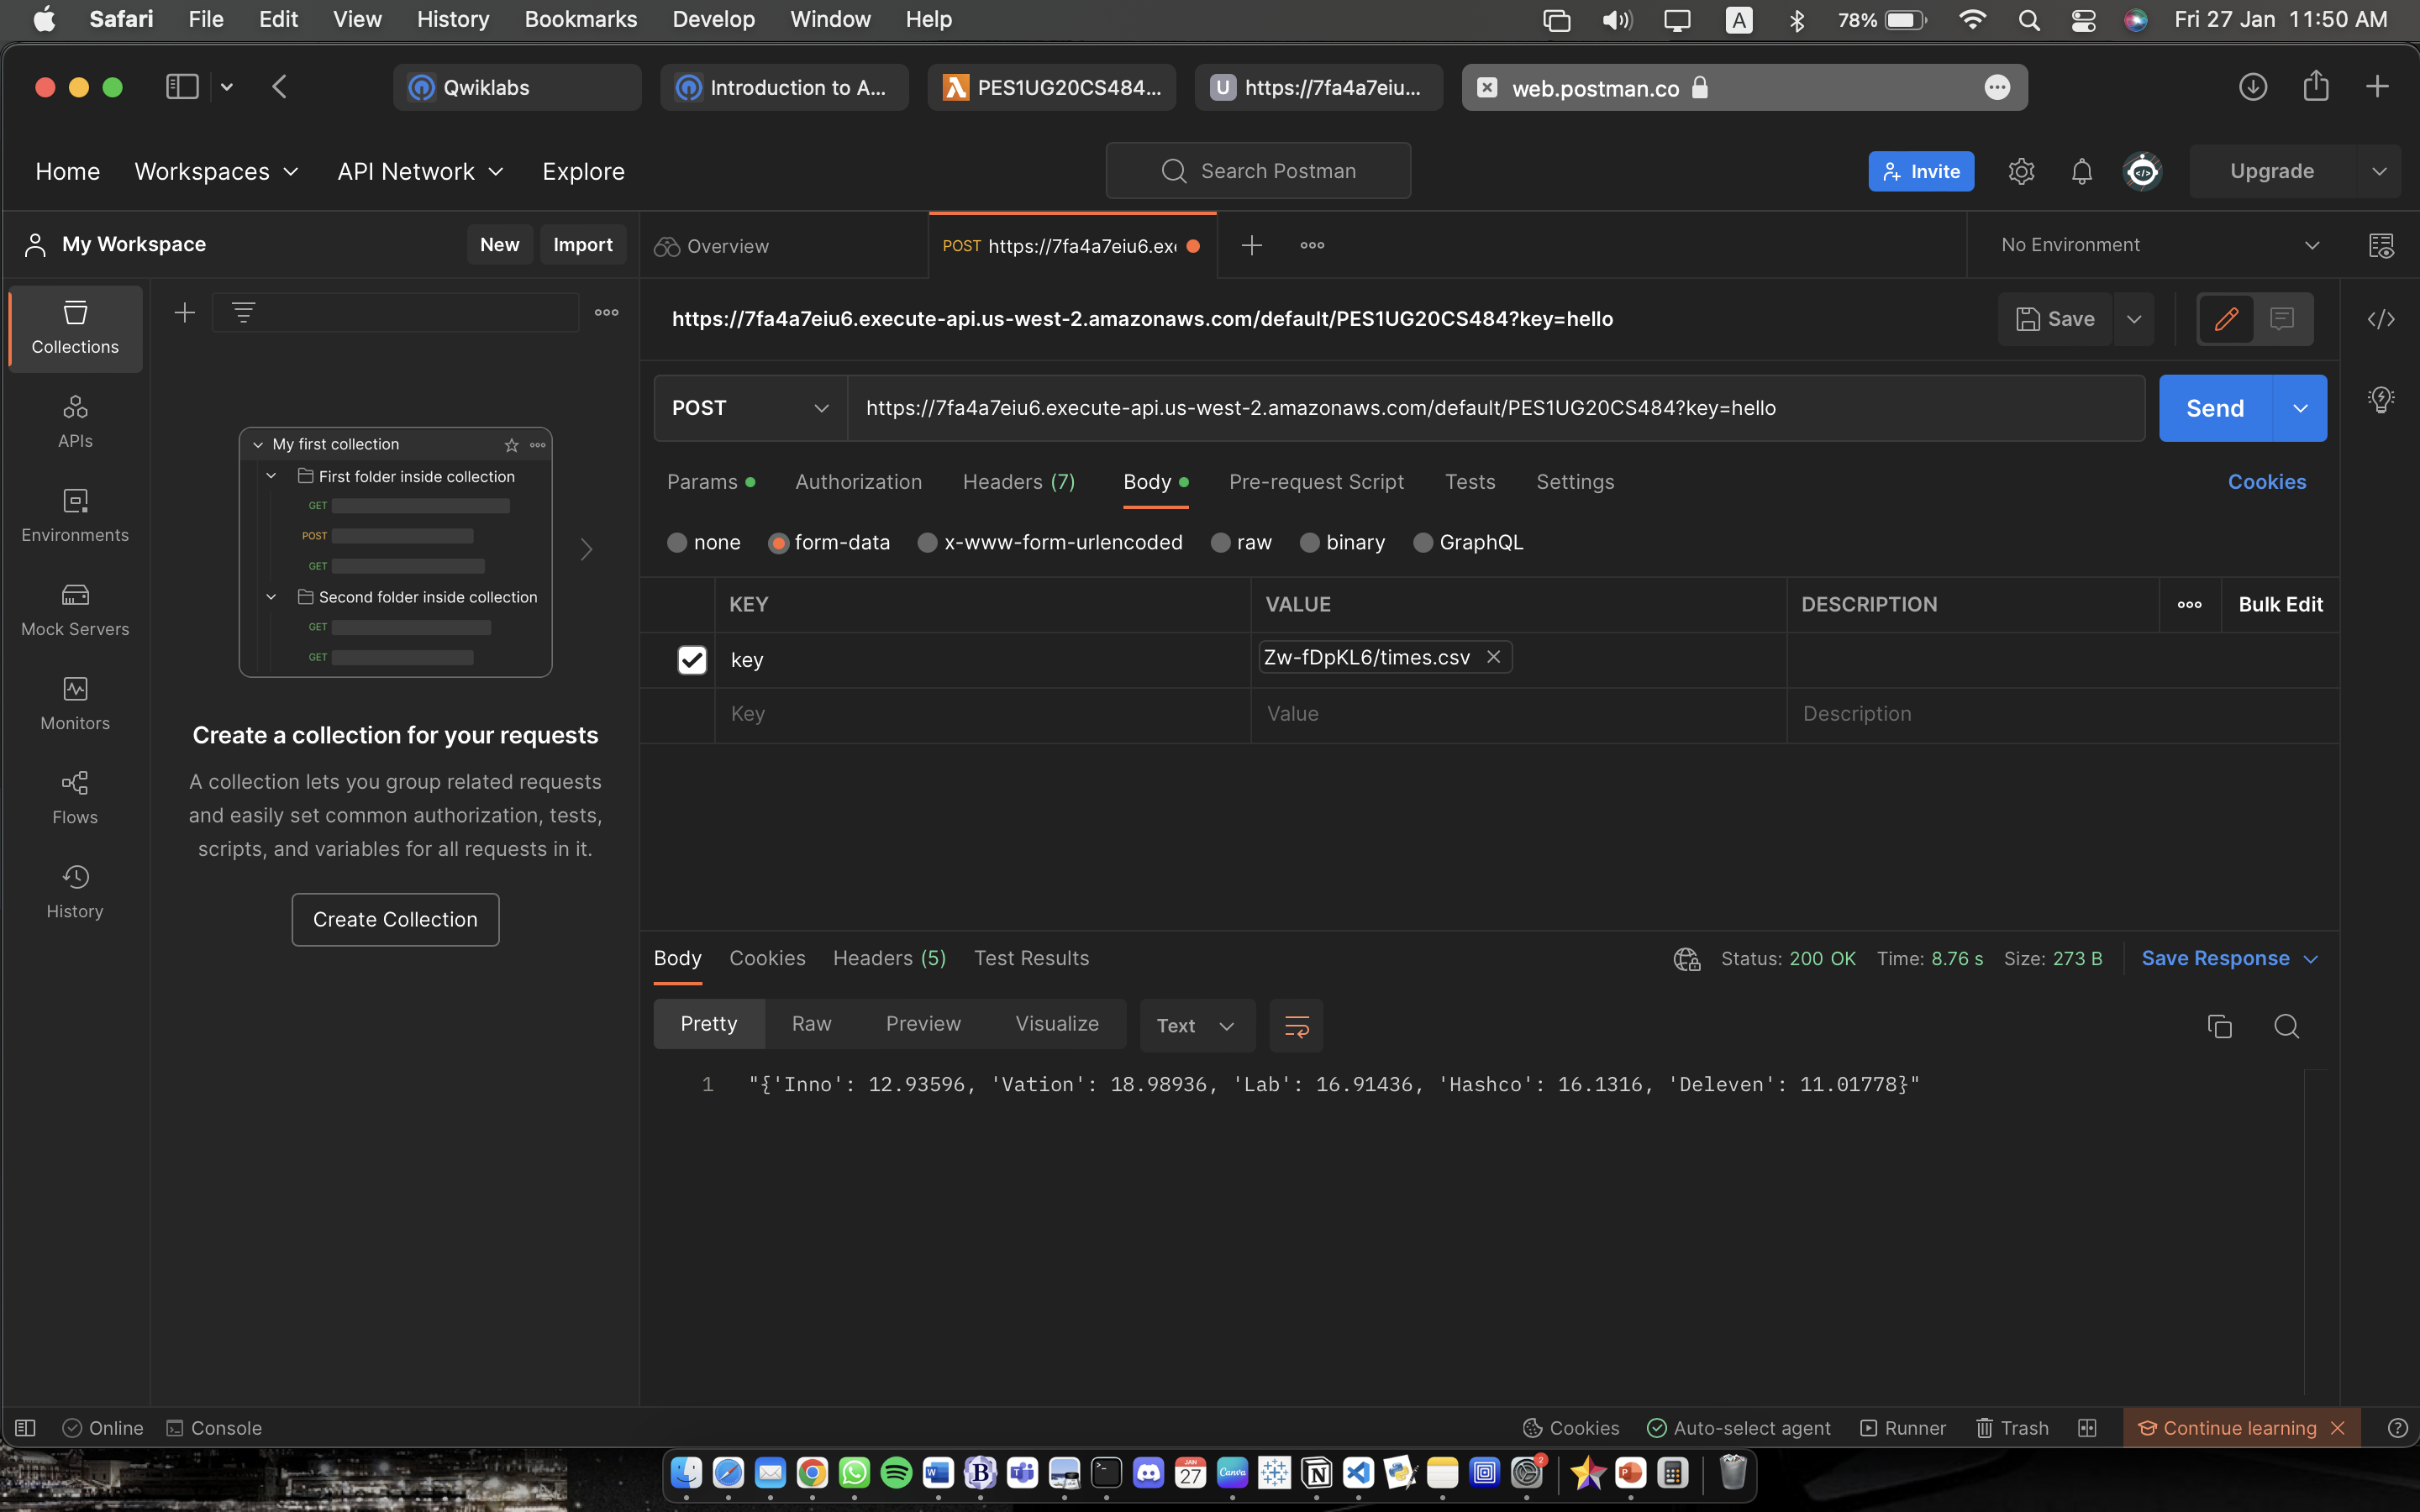 Safari File Edit View History Bookmarks Develop Window Help A 78% Fri 27 Jan 11:50 AM
Qwiklabs Introduction to A... PES1UG20CS484... U https://7fa4a7eiu... web.postman.co
Home Workspaces API Network Explore Search Postman Invite Upgrade
My Workspace New Import Overview POST https://7fa4a7eiu6.exe No Environment
Collections
APIs
Environments
Mock Servers
Monitors
Flows
History
My first collection
First folder inside collection
GET
POST
GET
Second folder inside collection
GET
GET
Create a collection for your requests
A collection lets you group related requests
and easily set common authorization, tests,
scripts, and variables for all requests in it.
Create Collection
https://7fa4a7eiu6.execute-api.us-west-2.amazonaws.com/default/PES1UG20CS484?key=hello Save
POST https://7fa4a7eiu6.execute-api.us-west-2.amazonaws.com/default/PES1UG20CS484?key=hello Send
Params Authorization Headers (7) Body Pre-request Script Tests Settings Cookies
none form-data x-www-form-urlencoded raw binary GraphQL
KEY VALUE DESCRIPTION Bulk Edit
key Zw-fDpKL6/times.csv
Key Value Description
Body Cookies Headers (5) Test Results Status: 200 OK Time: 8.76 s Size: 273 B Save Response
Pretty Raw Preview Visualize Text
1 "{'Inno': 12.93596, 'Vation': 18.98936, 'Lab': 16.91436, 'Hashco': 16.1316, 'Deleven': 11.01778}"
Online Console Cookies Auto-select agent Runner Trash Continue learning
W B JAN 27 Canva N P 2